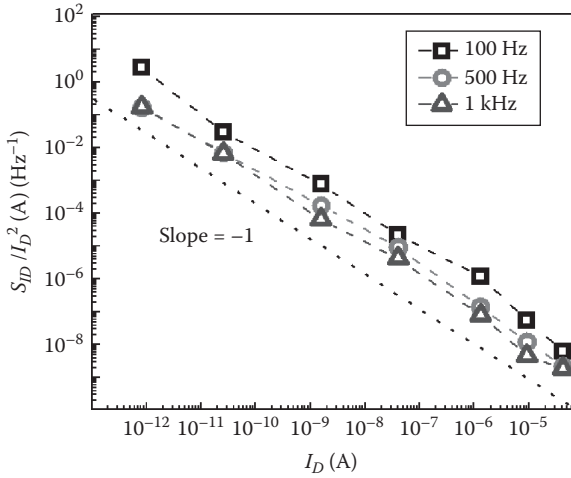 10^2
10^0
10^−2
10^−4
10^−6
10^−8
S_ID/I_D^2 (A) (Hz^−1)
100 Hz
500 Hz
1 kHz
Slope = −1
10^−12 10^−11 10^−10 10^−9 10^−8 10^−7 10^−6 10^−5
I_D (A)